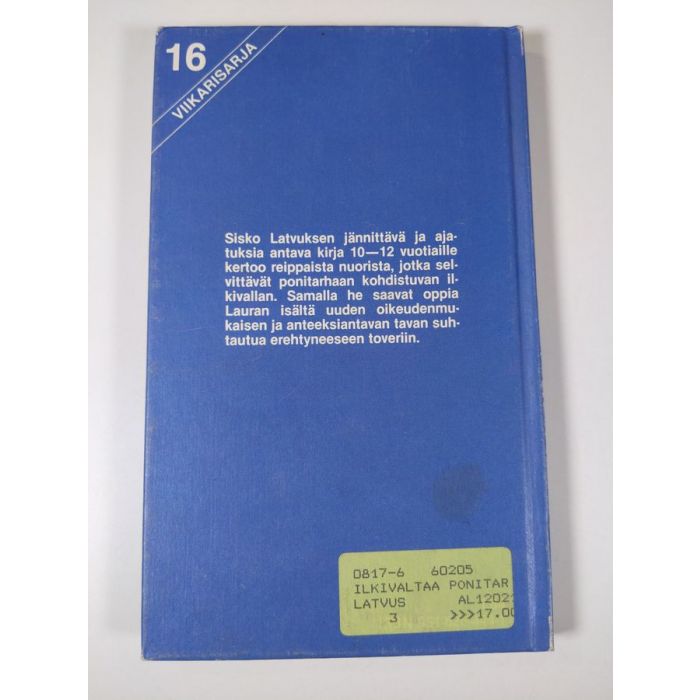 16
VIIKARISARJA
Sisko Latvuksen jännittävä ja aja-
tuksia antava kirja 10—12 vuotiaille
kertoo reippaista nuorista, jotka sel-
vittävät ponitarhaan kohdistuvan il-
kivallan. Samalla he saavat oppia
Lauran isältä uuden oikeudenmu-
kaisen ja anteeksiantavan tavan suh-
tautua erehtyneeseen toveriin.
0817-6 60205
ILKIVALTAA PONITAR
LATVUS AL1202
3 >>>17.00